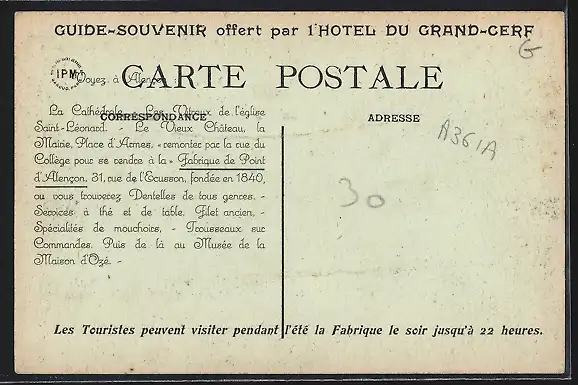 GUIDE-SOUVENIR offert par l'HOTEL DU GRAND-CERF
G
IPM
Voyez à Alençon :
CARTE POSTALE
La Cathédrale. - Les Vitraux de l'église
CORRESPONDANCE
ADRESSE
Saint-Léonard. - Le Vieux Château, la
Mairie, Place d'Armes, « remonter par la rue du
Collège pour se rendre à la » Fabrique de Point
d'Alençon, 31, rue de l'Ecusson, fondée en 1840,
où vous trouverez Dentelles de tous genres. -
Services à thé et de table. Filet ancien. -
Spécialités de mouchoirs. - Trousseaux sur
Commandes. Puis de là au Musée de la
Maison d'Ozé. -
A361A
30
Les Touristes peuvent visiter pendant l'été la Fabrique le soir jusqu'à 22 heures.